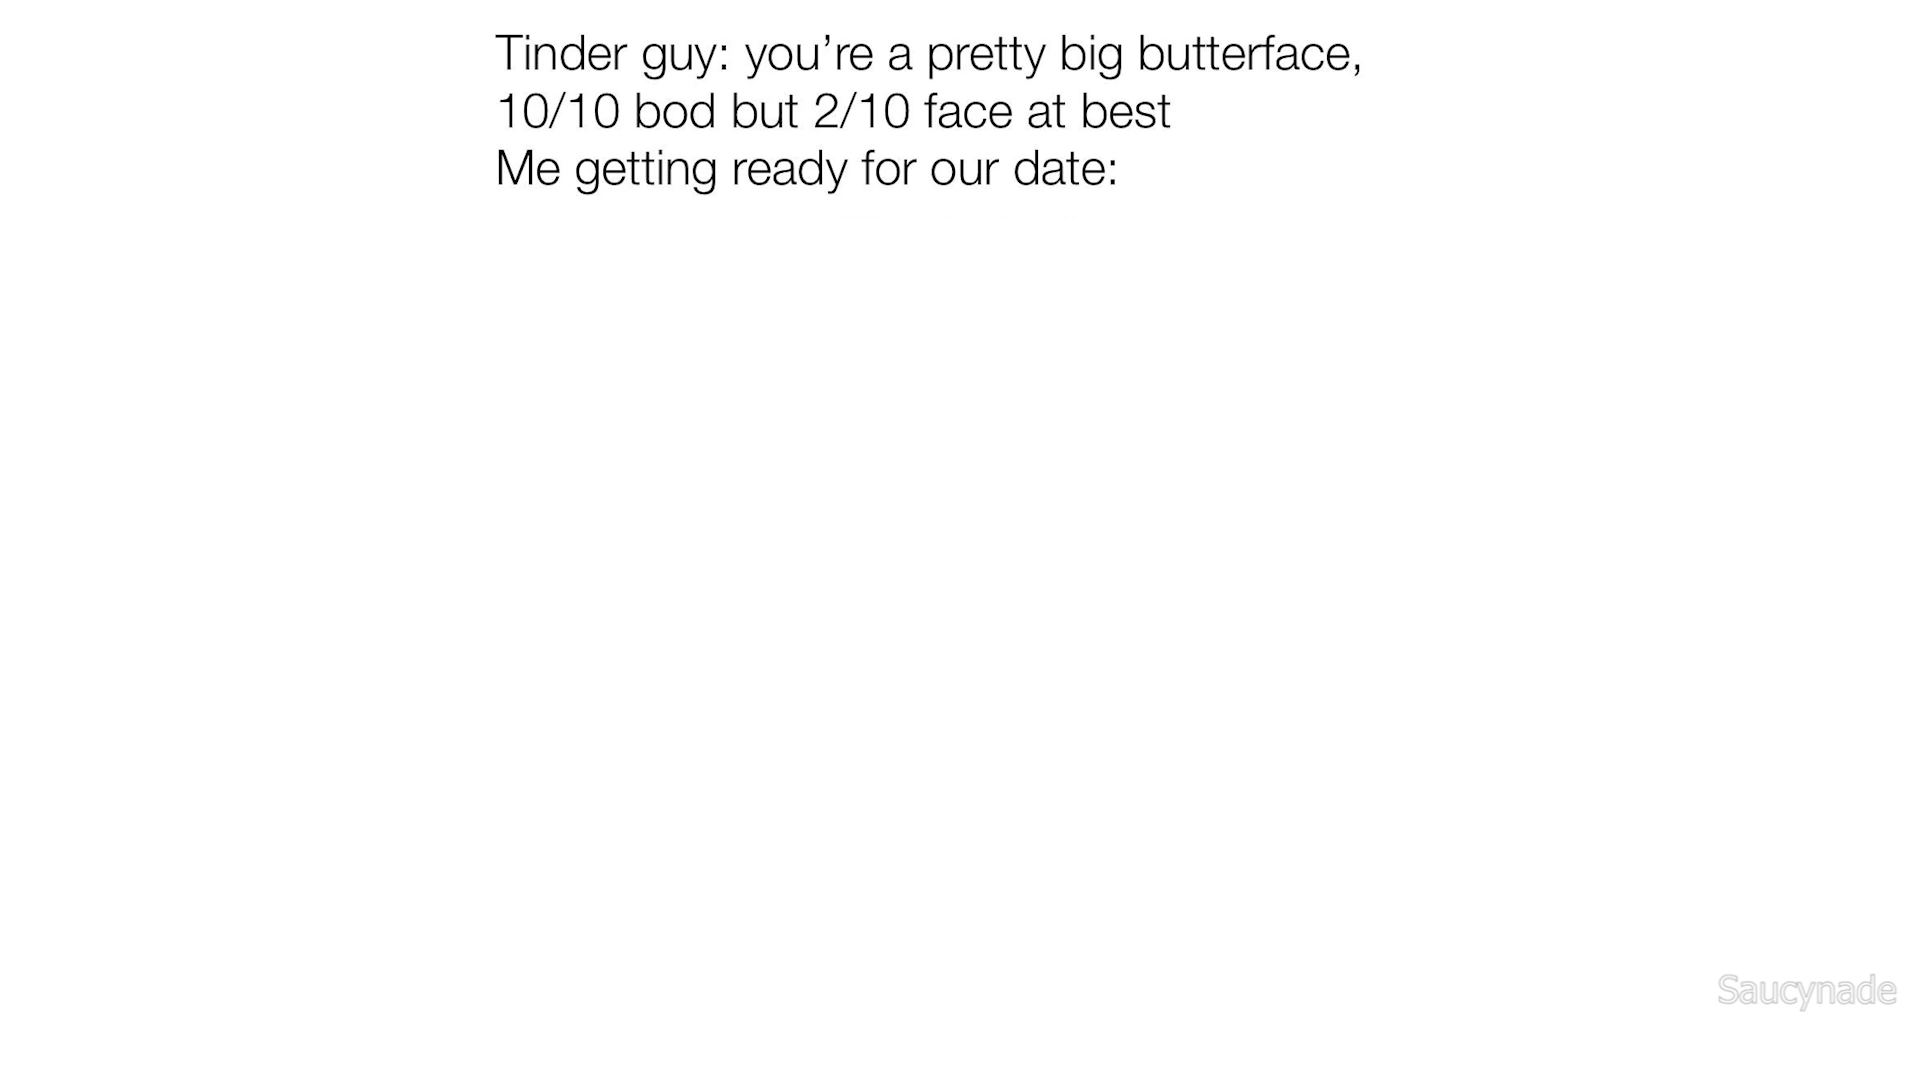 Tinder guy: you’re a pretty big butterface,
10/10 bod but 2/10 face at best
Me getting ready for our date:
Saucynade